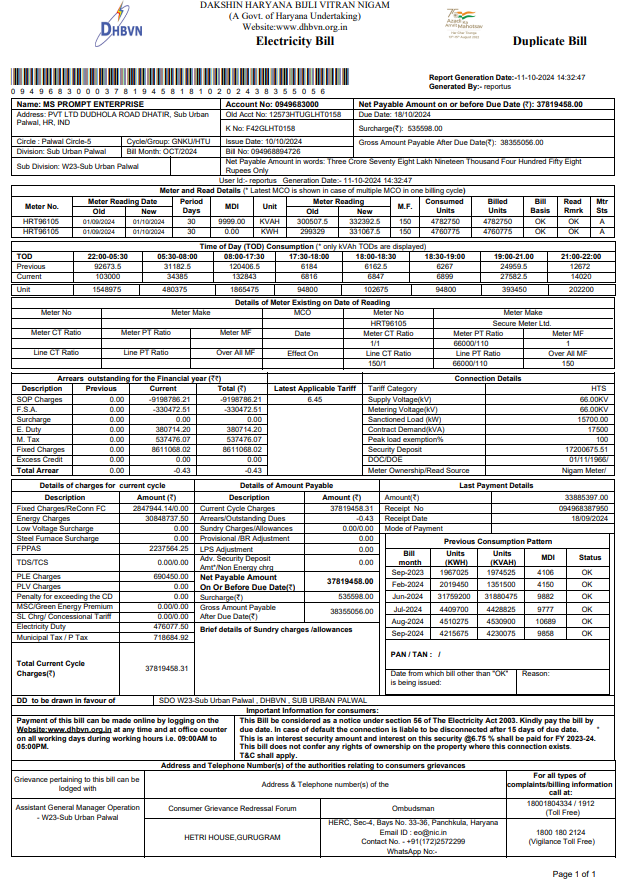 DAKSHIN HARYANA BIJLI VITRAN NIGAM
(A Govt. of Haryana Undertaking)
Website:www.dhbvn.org.in
DHBVN
Electricity Bill
Duplicate Bill
Report Generation Date:-11-10-2024 14:32:47
Generated By:- reportus
Name: MS PROMPT ENTERPRISE Account No: 0949683000 Net Payable Amount on or before Due Date (₹): 37819458.00
Address: PVT LTD DUDHOLA ROAD DHATIR, Sub Urban Palwal, HR, IND
Old Acct No: 12573HTUGLHT0158 Due Date: 18/10/2024
K No: F42GLHT0158 Surcharge(₹): 535598.00
Circle : Palwal Circle-5 Cycle/Group: GNKU/HTU Issue Date: 10/10/2024 Gross Amount Payable After Due Date(₹): 38355056.00
Division: Sub Urban Palwal Bill Month: OCT/2024 Bill No: 094968894726
Sub Division: W23-Sub Urban Palwal Net Payable Amount in words: Three Crore Seventy Eight Lakh Nineteen Thousand Four Hundred Fifty Eight Rupees Only
User Id:- reportus Generation Date:- 11-10-2024 14:32:47
Meter and Read Details (* Latest MCO is shown in case of multiple MCO in one billing cycle)
Meter No. Meter Reading Date Period Days MDI Unit Meter Reading M.F. Consumed Units Billed Units Bill Basis Read Rmrk Mtr Sts
Old New Old New
HRT96105 01/09/2024 01/10/2024 30 9999.00 KVAH 300507.5 332392.5 150 4782750 4782750 OK OK A
HRT96105 01/09/2024 01/10/2024 30 0.00 KWH 299329 331067.5 150 4760775 4760775 OK OK A
Time of Day (TOD) Consumption (* only kVAh TODs are displayed)
TOD 22:00-05:30 05:30-08:00 08:00-17:30 17:30-18:00 18:00-18:30 18:30-19:00 19:00-21:00 21:00-22:00
Previous 92673.5 31182.5 120406.5 6184 6162.5 6267 24959.5 12672
Current 103000 34385 132843 6816 6847 6899 27582.5 14020
Unit 1548975 480375 1865475 94800 102675 94800 393450 202200
Details of Meter Existing on Date of Reading
Meter No Meter Make MCO Meter No Meter Make
HRT96105 Secure Meter Ltd.
Meter CT Ratio Meter PT Ratio Meter MF Date Meter CT Ratio Meter PT Ratio Meter MF
1/1 66000/110 1
Line CT Ratio Line PT Ratio Over All MF Effect On Line CT Ratio Line PT Ratio Over All MF
150/1 66000/110 150
Arrears outstanding for the Financial year (₹₹) Connection Details
Description Previous Current Total (₹) Latest Applicable Tariff Tariff Category HTS
SOP Charges 0.00 -9198786.21 -9198786.21 6.45 Supply Voltage(kV) 66.00KV
F.S.A. 0.00 -330472.51 -330472.51 Metering Voltage(kV) 66.00KV
Surcharge 0.00 0.00 0.00 Sanctioned Load (kW) 15700.00
E. Duty 0.00 380714.20 380714.20 Contract Demand(kVA) 17500
M. Tax 0.00 537476.07 537476.07 Peak load exemption% 100
Fixed Charges 0.00 8611068.02 8611068.02 Security Deposit 17200675.51
Excess Credit 0.00 0.00 0.00 DOC/DOE 01/11/1966/
Total Arrear 0.00 -0.43 -0.43 Meter Ownership/Read Source Nigam Meter/
Details of charges for current cycle Details of Amount Payable Last Payment Details
Description Amount (₹) Description Amount (₹) Amount(₹) 33885397.00
Fixed Charges/ReConn FC 2847944.14/0.00 Current Cycle Charges 37819458.31 Receipt No 094968387950
Energy Charges 30848737.50 Arrears/Outstanding Dues -0.43 Receipt Date 18/09/2024
Low Voltage Surcharge 0.00 Sundry Charges/Allowances 0.00/0.00 Mode of Payment
Steel Furnace Surcharge 0.00 Provisional /BR Adjustment 0.00
FPPAS 2237564.25 LPS Adjustment 0.00
TDS/TCS 0.00/0.00 Adv. Security Deposit Amt*/Non Energy chrg 0.00/0.00
PLE Charges 690450.00 Net Payable Amount On Or Before Due Date(₹) 37819458.00
PLV Charges 0.00
Penalty for exceeding the CD 0.00 Surcharge(₹) 535598.00
MSC/Green Energy Premium 0.00/0.00 Gross Amount Payable After Due Date(₹) 38355056.00
SL Chrg/ Concessional Tariff 0.00/0.00
Electricity Duty 476077.50 Brief details of Sundry charges /allowances
Municipal Tax / P Tax 718684.92
Total Current Cycle Charges(₹) 37819458.31
Previous Consumption Pattern
Bill month Units (KWH) Units (KVAH) MDI Status
Sep-2023 1967025 1974525 4106 OK
Feb-2024 2019450 1351500 4150 OK
Jun-2024 31759200 31880475 9882 OK
Jul-2024 4409700 4428825 9777 OK
Aug-2024 4510275 4530900 10689 OK
Sep-2024 4215675 4230075 9858 OK
PAN / TAN : /
Date from which bill other than "OK" is being issued: Reason:
DD to be drawn in favour of SDO W23-Sub Urban Palwal , DHBVN , SUB URBAN PALWAL
Important Information for consumers:
Payment of this bill can be made online by logging on the Website:www.dhbvn.org.in at any time and at office counter on all working days during working hours i.e. 09:00AM to 05:00PM.
This Bill be considered as a notice under section 56 of The Electricity Act 2003. Kindly pay the bill by due date. In case of default the connection is liable to be disconnected after 15 days of due date. *
This is an interest security amount and interest on this security @6.75 % shall be paid for FY 2023-24.
This bill does not confer any rights of ownership on the property where this connection exists.
T&C shall apply.
Address and Telephone Number(s) of the authorities relating to consumers grievances
Grievance pertaining to this bill can be lodged with Address & Telephone number(s) of the For all types of complaints/billing information call at:
Assistant General Manager Operation - W23-Sub Urban Palwal Consumer Grievance Redressal Forum Ombudsman 18001804334 / 1912 (Toll Free)
HETRI HOUSE,GURUGRAM HERC, Sec-4, Bays No. 33-36, Panchkula, Haryana
Email ID : eo@nic.in
Contact No. - +91(172)2572299
WhatsApp No:-
1800 180 2124
(Vigilance Toll Free)
Page 1 of 1